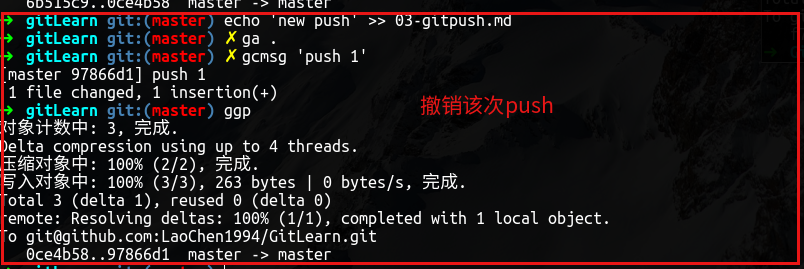 6b515c9..0ce4b58  master -> master
➜  gitLearn git:(master) echo 'new push' >> 03-gitpush.md
➜  gitLearn git:(master) ✗ ga .
➜  gitLearn git:(master) ✗ gcmsg 'push 1'
[master 97866d1] push 1
1 file changed, 1 insertion(+)
➜  gitLearn git:(master) ggp
对象计数中: 3, 完成.
Delta compression using up to 4 threads.
压缩对象中: 100% (2/2), 完成.
写入对象中: 100% (3/3), 263 bytes | 0 bytes/s, 完成.
Total 3 (delta 1), reused 0 (delta 0)
remote: Resolving deltas: 100% (1/1), completed with 1 local object.
To git@github.com:LaoChen1994/GitLearn.git
0ce4b58..97866d1  master -> master
➜  gitLearn git:(master)
撤销该次push